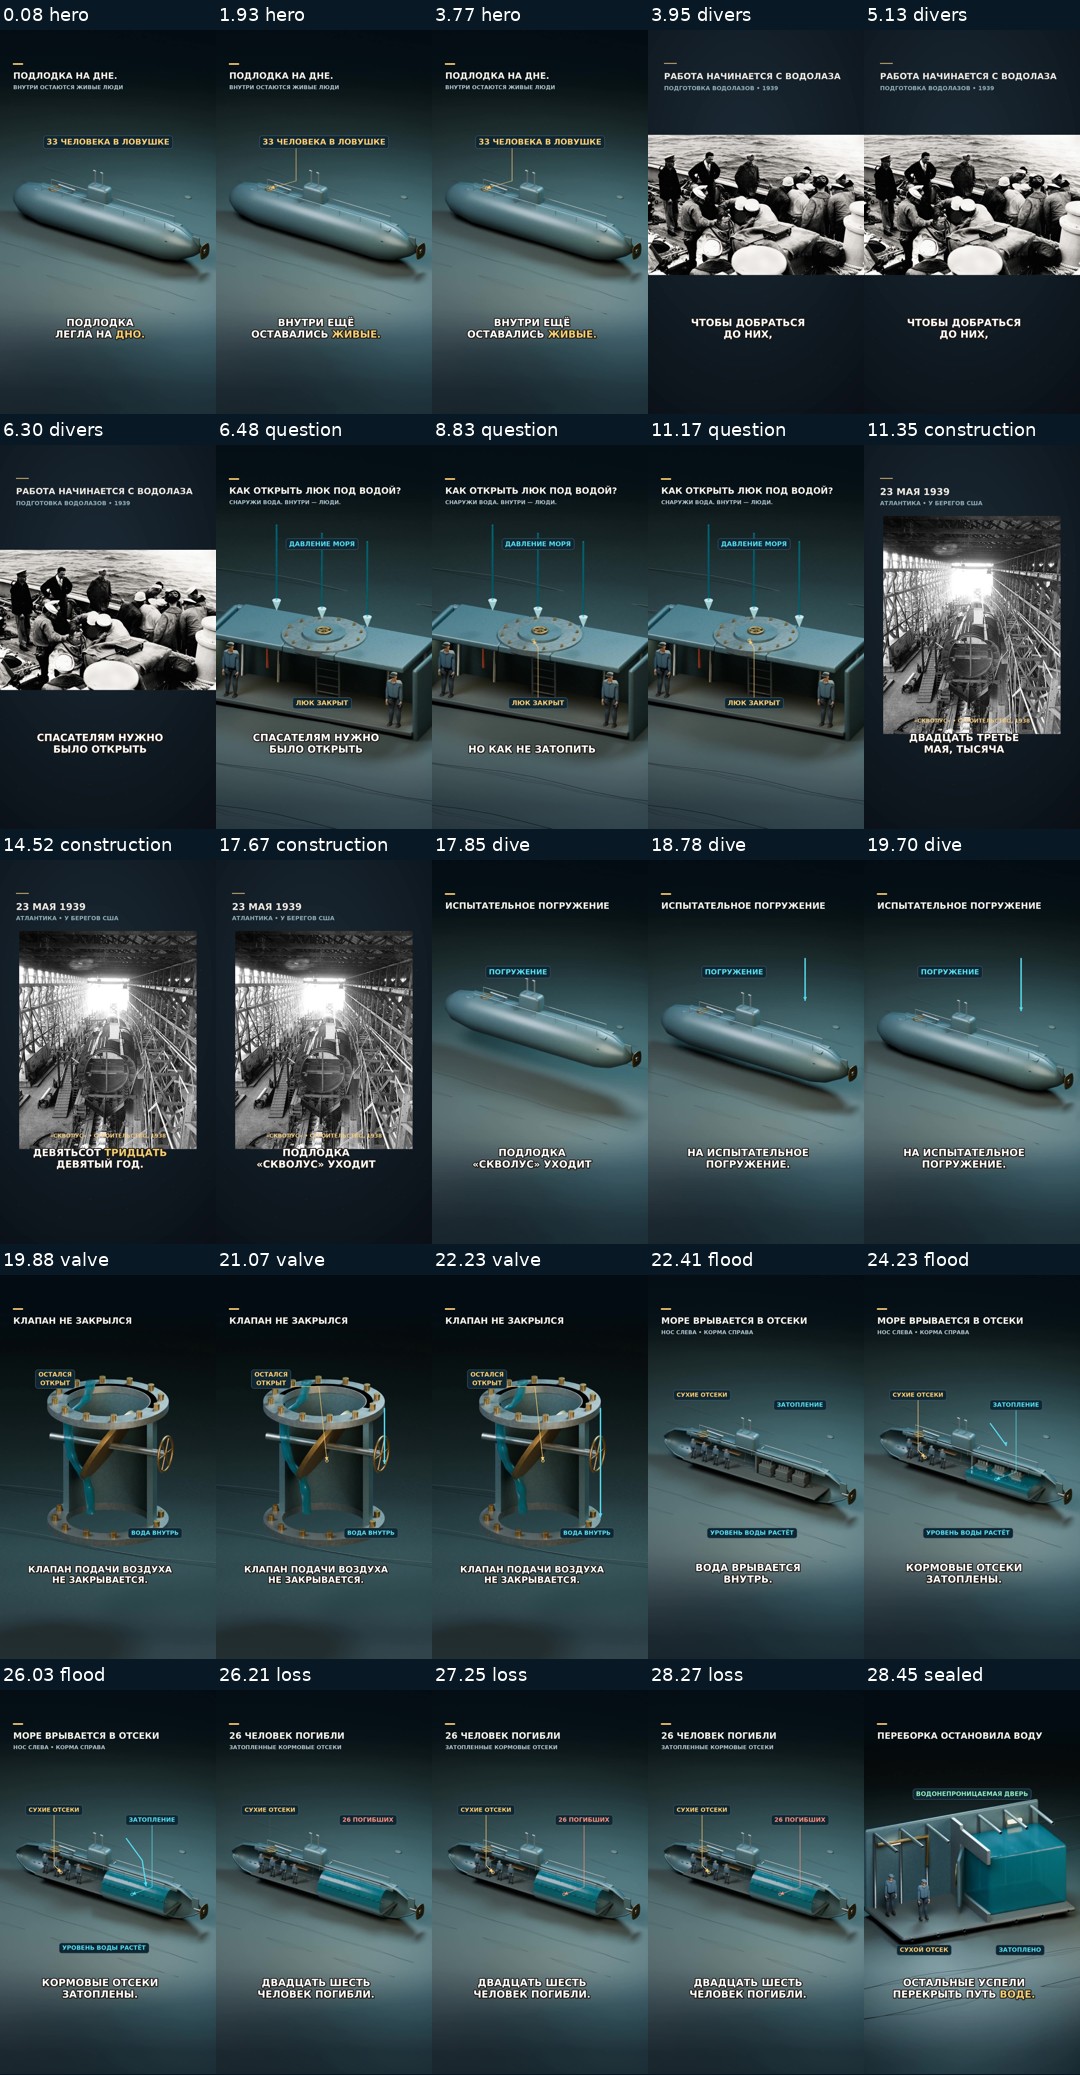 0.08 hero
1.93 hero
3.77 hero
3.95 divers
5.13 divers
ПОДЛОДКА НА ДНЕ.
ВНУТРИ ОСТАЮТСЯ ЖИВЫЕ ЛЮДИ
33 ЧЕЛОВЕКА В ЛОВУШКЕ
ПОДЛОДКА
ЛЕГЛА НА ДНО.
ПОДЛОДКА НА ДНЕ.
ВНУТРИ ОСТАЮТСЯ ЖИВЫЕ ЛЮДИ
33 ЧЕЛОВЕКА В ЛОВУШКЕ
ВНУТРИ ЕЩЁ
ОСТАВАЛИСЬ ЖИВЫЕ.
ПОДЛОДКА НА ДНЕ.
ВНУТРИ ОСТАЮТСЯ ЖИВЫЕ ЛЮДИ
33 ЧЕЛОВЕКА В ЛОВУШКЕ
ВНУТРИ ЕЩЁ
ОСТАВАЛИСЬ ЖИВЫЕ.
РАБОТА НАЧИНАЕТСЯ С ВОДОЛАЗА
ПОДГОТОВКА ВОДОЛАЗОВ • 1939
ЧТОБЫ ДОБРАТЬСЯ
ДО НИХ,
РАБОТА НАЧИНАЕТСЯ С ВОДОЛАЗА
ПОДГОТОВКА ВОДОЛАЗОВ • 1939
ЧТОБЫ ДОБРАТЬСЯ
ДО НИХ,
6.30 divers
6.48 question
8.83 question
11.17 question
11.35 construction
РАБОТА НАЧИНАЕТСЯ С ВОДОЛАЗА
ПОДГОТОВКА ВОДОЛАЗОВ • 1939
СПАСАТЕЛЯМ НУЖНО
БЫЛО ОТКРЫТЬ
КАК ОТКРЫТЬ ЛЮК ПОД ВОДОЙ?
СНАРУЖИ ВОДА. ВНУТРИ — ЛЮДИ.
ДАВЛЕНИЕ МОРЯ
ЛЮК ЗАКРЫТ
СПАСАТЕЛЯМ НУЖНО
БЫЛО ОТКРЫТЬ
КАК ОТКРЫТЬ ЛЮК ПОД ВОДОЙ?
СНАРУЖИ ВОДА. ВНУТРИ — ЛЮДИ.
ДАВЛЕНИЕ МОРЯ
ЛЮК ЗАКРЫТ
НО КАК НЕ ЗАТОПИТЬ
КАК ОТКРЫТЬ ЛЮК ПОД ВОДОЙ?
СНАРУЖИ ВОДА. ВНУТРИ — ЛЮДИ.
ДАВЛЕНИЕ МОРЯ
ЛЮК ЗАКРЫТ
23 МАЯ 1939
АТЛАНТИКА • У БЕРЕГОВ США
«СКВОЛУС» • СТРОИТЕЛЬСТВО, 1938
ДВАДЦАТЬ ТРЕТЬЕ
МАЯ, ТЫСЯЧА
14.52 construction
17.67 construction
17.85 dive
18.78 dive
19.70 dive
23 МАЯ 1939
АТЛАНТИКА • У БЕРЕГОВ США
«СКВОЛУС» • СТРОИТЕЛЬСТВО, 1938
ДЕВЯТЬСОТ ТРИДЦАТЬ
ДЕВЯТЫЙ ГОД.
23 МАЯ 1939
АТЛАНТИКА • У БЕРЕГОВ США
«СКВОЛУС» • СТРОИТЕЛЬСТВО, 1938
ПОДЛОДКА
«СКВОЛУС» УХОДИТ
ИСПЫТАТЕЛЬНОЕ ПОГРУЖЕНИЕ
ПОГРУЖЕНИЕ
ПОДЛОДКА
«СКВОЛУС» УХОДИТ
ИСПЫТАТЕЛЬНОЕ ПОГРУЖЕНИЕ
ПОГРУЖЕНИЕ
НА ИСПЫТАТЕЛЬНОЕ
ПОГРУЖЕНИЕ.
ИСПЫТАТЕЛЬНОЕ ПОГРУЖЕНИЕ
ПОГРУЖЕНИЕ
НА ИСПЫТАТЕЛЬНОЕ
ПОГРУЖЕНИЕ.
19.88 valve
21.07 valve
22.23 valve
22.41 flood
24.23 flood
КЛАПАН НЕ ЗАКРЫЛСЯ
ОСТАЛСЯ
ОТКРЫТ
ВОДА ВНУТРЬ
КЛАПАН ПОДАЧИ ВОЗДУХА
НЕ ЗАКРЫВАЕТСЯ.
КЛАПАН НЕ ЗАКРЫЛСЯ
ОСТАЛСЯ
ОТКРЫТ
ВОДА ВНУТРЬ
КЛАПАН ПОДАЧИ ВОЗДУХА
НЕ ЗАКРЫВАЕТСЯ.
КЛАПАН НЕ ЗАКРЫЛСЯ
ОСТАЛСЯ
ОТКРЫТ
ВОДА ВНУТРЬ
КЛАПАН ПОДАЧИ ВОЗДУХА
НЕ ЗАКРЫВАЕТСЯ.
МОРЕ ВРЫВАЕТСЯ В ОТСЕКИ
НОС СЛЕВА • КОРМА СПРАВА
СУХИЕ ОТСЕКИ
ЗАТОПЛЕНИЕ
УРОВЕНЬ ВОДЫ РАСТЁТ
ВОДА ВРЫВАЕТСЯ
ВНУТРЬ.
МОРЕ ВРЫВАЕТСЯ В ОТСЕКИ
НОС СЛЕВА • КОРМА СПРАВА
СУХИЕ ОТСЕКИ
ЗАТОПЛЕНИЕ
УРОВЕНЬ ВОДЫ РАСТЁТ
КОРМОВЫЕ ОТСЕКИ
ЗАТОПЛЕНЫ.
26.03 flood
26.21 loss
27.25 loss
28.27 loss
28.45 sealed
МОРЕ ВРЫВАЕТСЯ В ОТСЕКИ
НОС СЛЕВА • КОРМА СПРАВА
СУХИЕ ОТСЕКИ
ЗАТОПЛЕНИЕ
УРОВЕНЬ ВОДЫ РАСТЁТ
КОРМОВЫЕ ОТСЕКИ
ЗАТОПЛЕНЫ.
26 ЧЕЛОВЕК ПОГИБЛИ
ЗАТОПЛЕННЫЕ КОРМОВЫЕ ОТСЕКИ
СУХИЕ ОТСЕКИ
26 ПОГИБШИХ
ДВАДЦАТЬ ШЕСТЬ
ЧЕЛОВЕК ПОГИБЛИ.
26 ЧЕЛОВЕК ПОГИБЛИ
ЗАТОПЛЕННЫЕ КОРМОВЫЕ ОТСЕКИ
СУХИЕ ОТСЕКИ
26 ПОГИБШИХ
ДВАДЦАТЬ ШЕСТЬ
ЧЕЛОВЕК ПОГИБЛИ.
26 ЧЕЛОВЕК ПОГИБЛИ
ЗАТОПЛЕННЫЕ КОРМОВЫЕ ОТСЕКИ
СУХИЕ ОТСЕКИ
26 ПОГИБШИХ
ДВАДЦАТЬ ШЕСТЬ
ЧЕЛОВЕК ПОГИБЛИ.
ПЕРЕБОРКА ОСТАНОВИЛА ВОДУ
ВОДОНЕПРОНИЦАЕМАЯ ДВЕРЬ
СУХОЙ ОТСЕК
ЗАТОПЛЕНО
ОСТАЛЬНЫЕ УСПЕЛИ
ПЕРЕКРЫТЬ ПУТЬ ВОДЕ.